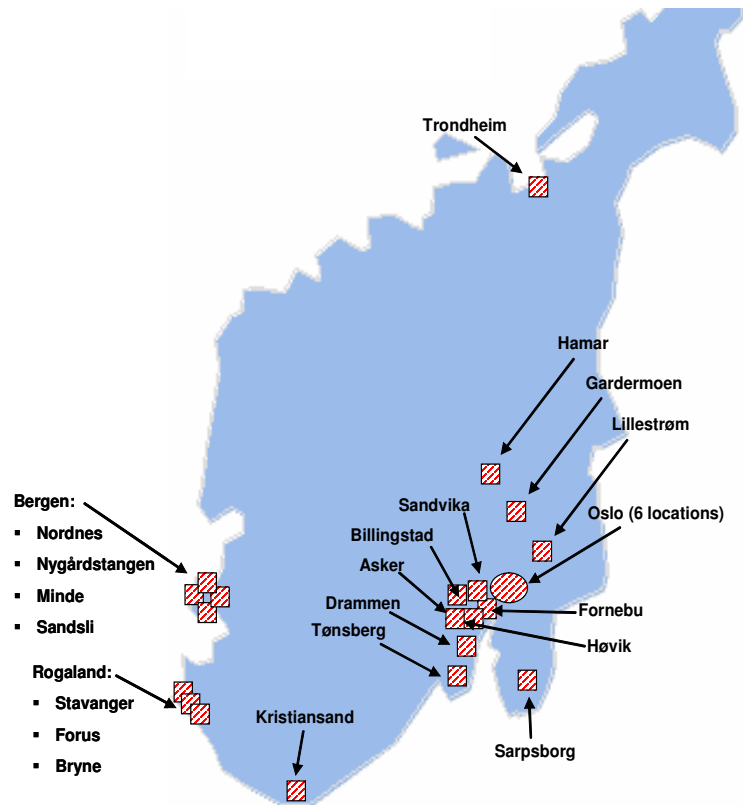 Trondheim
Hamar
Gardermoen
Lillestrøm
Bergen:
▪ Nordnes
▪ Nygårdstangen
▪ Minde
▪ Sandsli
Sandvika
Billingstad
Asker
Drammen
Tønsberg
Oslo (6 locations)
Fornebu
Høvik
Rogaland:
▪ Stavanger
▪ Forus
▪ Bryne
Kristiansand
Sarpsborg